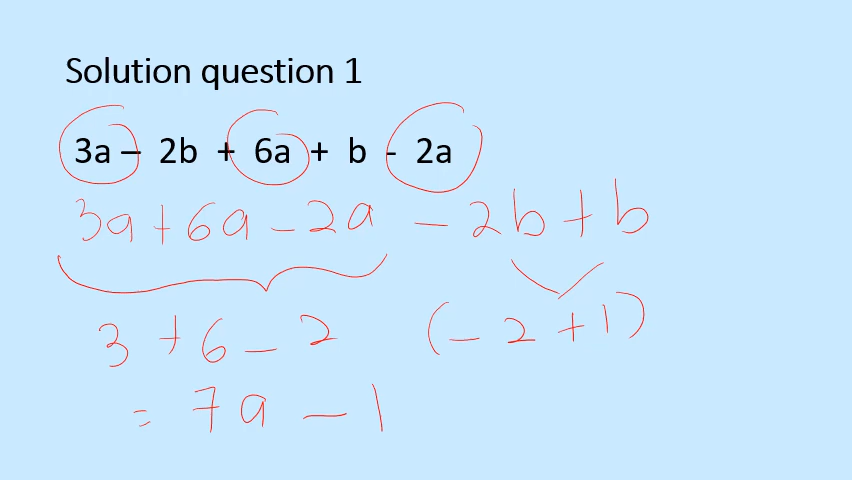 Solution question 1
3a – 2b + 6a + b - 2a
3a + 6a - 2a - 2b + b
3 + 6 - 2 (- 2 + 1)
= 7a - 1